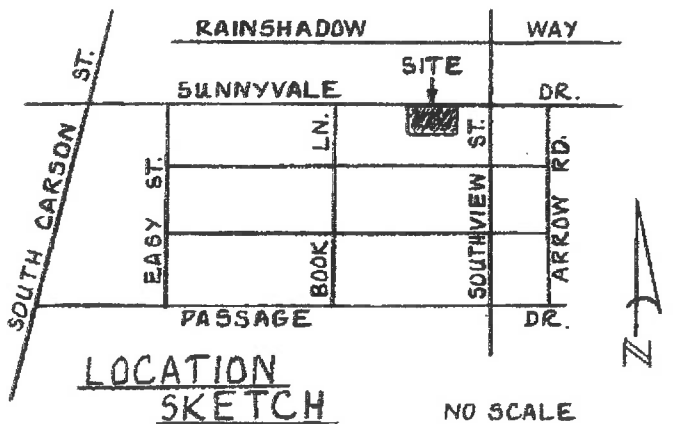 RAINSHADOW WAY
SITE
SUNNYVALE DR.
SOUTH CARSON ST.
EASY ST.
BOOK LN.
SOUTHVIEW ST.
ARROW RD.
PASSAGE DR.
N
LOCATION
SKETCH
NO SCALE